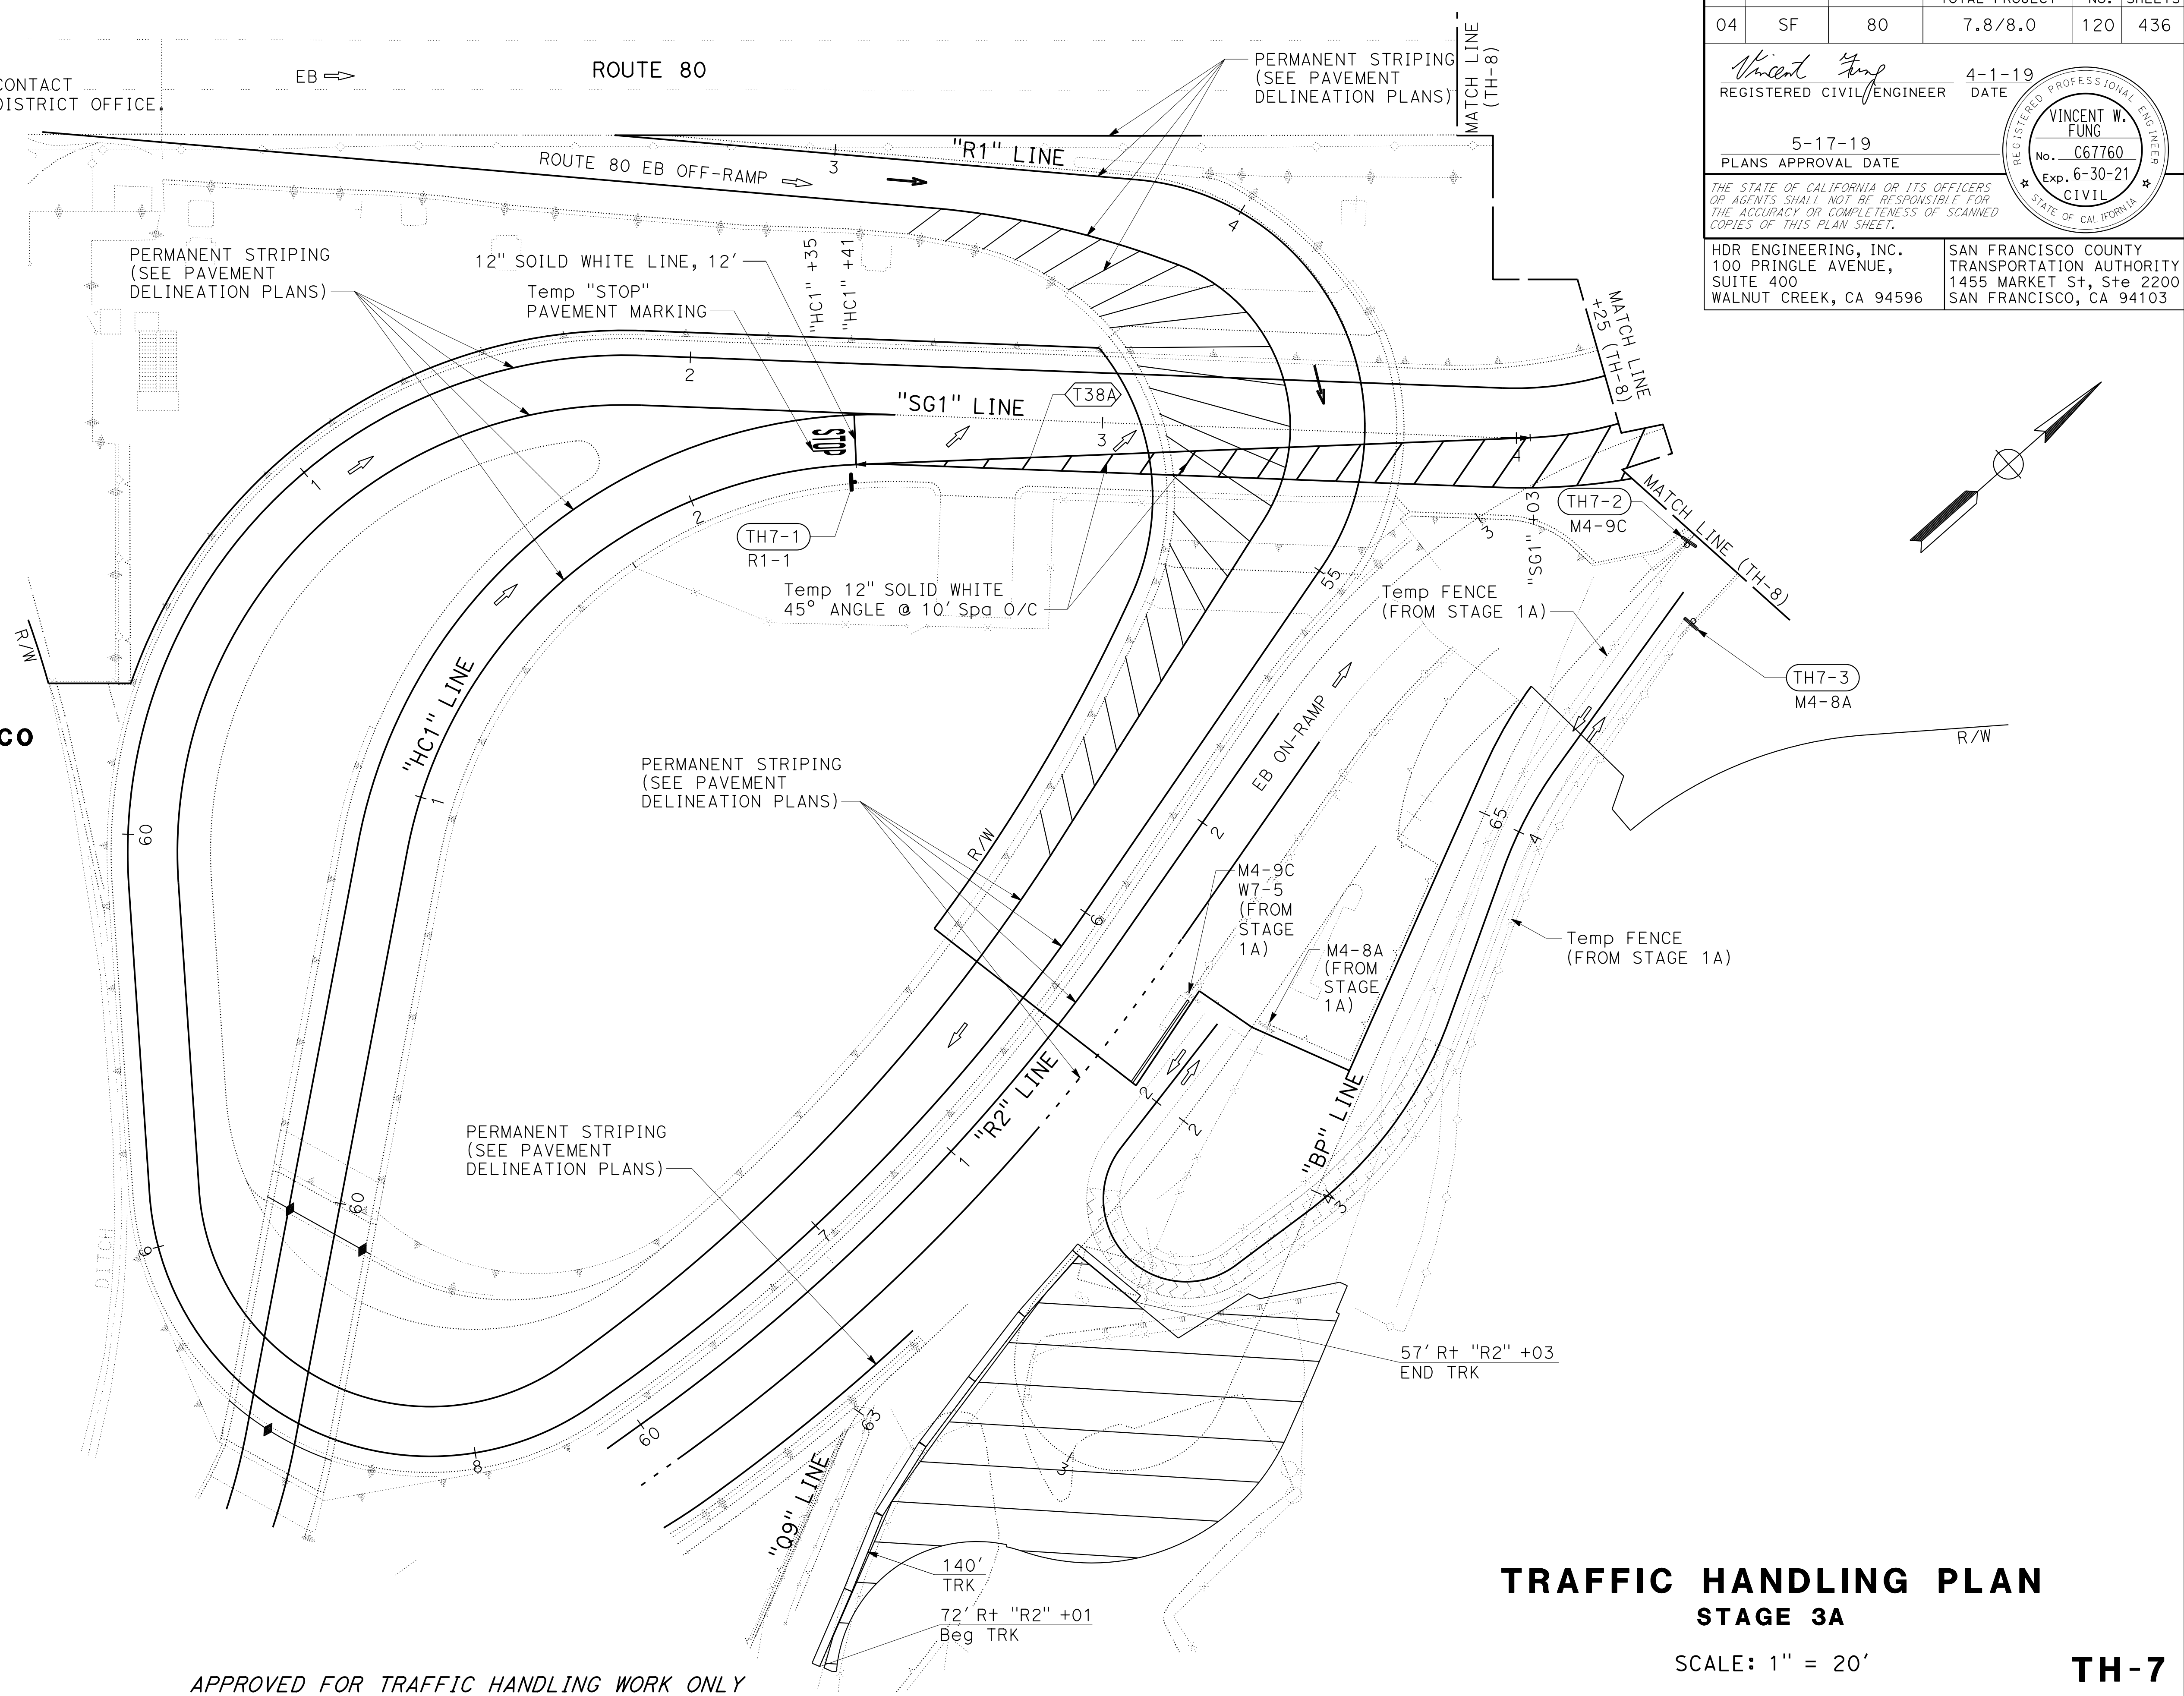 TOTAL PROJECT NO. SHEETS
04 SF 80 7.8/8.0 120 436
Vincent Fung 4-1-19
REGISTERED CIVIL ENGINEER DATE
5-17-19
PLANS APPROVAL DATE
REGISTERED PROFESSIONAL ENGINEER
VINCENT W.
FUNG
No. C67760
Exp. 6-30-21
CIVIL
STATE OF CALIFORNIA
THE STATE OF CALIFORNIA OR ITS OFFICERS
OR AGENTS SHALL NOT BE RESPONSIBLE FOR
THE ACCURACY OR COMPLETENESS OF SCANNED
COPIES OF THIS PLAN SHEET.
HDR ENGINEERING, INC.
100 PRINGLE AVENUE,
SUITE 400
WALNUT CREEK, CA 94596
SAN FRANCISCO COUNTY
TRANSPORTATION AUTHORITY
1455 MARKET St, Ste 2200
SAN FRANCISCO, CA 94103
CONTACT
DISTRICT OFFICE.
EB
ROUTE 80
PERMANENT STRIPING
(SEE PAVEMENT
DELINEATION PLANS)
MATCH LINE
(TH-8)
"R1" LINE
3
ROUTE 80 EB OFF-RAMP
4
PERMANENT STRIPING
(SEE PAVEMENT
DELINEATION PLANS)
12" SOILD WHITE LINE, 12'
Temp "STOP"
PAVEMENT MARKING
"HC1" +35
"HC1" +41
MATCH LINE
+25 (TH-8)
2
STOP
"SG1" LINE
T38A
3
4
1
2
TH7-1
R1-1
Temp 12" SOLID WHITE
45° ANGLE @ 10' Spa O/C
55
3
"SG1" +03
TH7-2
M4-9C
MATCH LINE (TH-8)
Temp FENCE
(FROM STAGE 1A)
TH7-3
M4-8A
R/W
R/W
co
"HC1" LINE
1
60
PERMANENT STRIPING
(SEE PAVEMENT
DELINEATION PLANS)
R/W
EB ON-RAMP
2
65
4
6
M4-9C
W7-5
(FROM
STAGE
1A)
M4-8A
(FROM
STAGE
1A)
Temp FENCE
(FROM STAGE 1A)
"R2" LINE
1
2
2
"BP" LINE
4
3
PERMANENT STRIPING
(SEE PAVEMENT
DELINEATION PLANS)
60
9
DITCH
7
8
60
63
"Q9" LINE
3
57' Rt "R2" +03
END TRK
140'
TRK
72' Rt "R2" +01
Beg TRK
TRAFFIC HANDLING PLAN
STAGE 3A
SCALE: 1" = 20'
TH-7
APPROVED FOR TRAFFIC HANDLING WORK ONLY